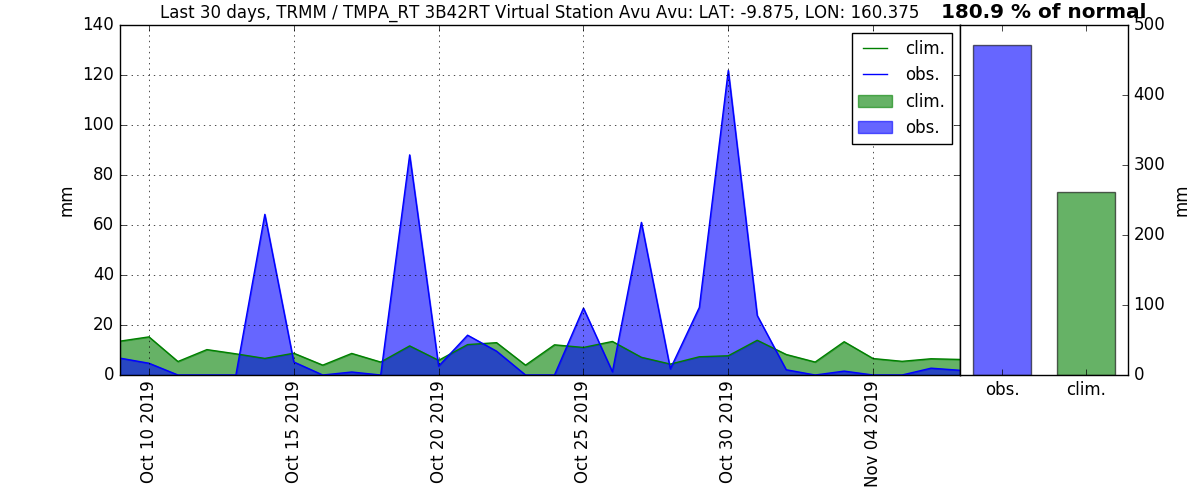 Last 30 days, TRMM / TMPA_RT 3B42RT Virtual Station Avu Avu: LAT: -9.875, LON: 160.375
180.9 % of normal
140
120
100
80
60
40
20
0
mm
clim.
obs.
clim.
obs.
Oct 10 2019
Oct 15 2019
Oct 20 2019
Oct 25 2019
Oct 30 2019
Nov 04 2019
500
400
300
200
100
0
mm
obs.
clim.